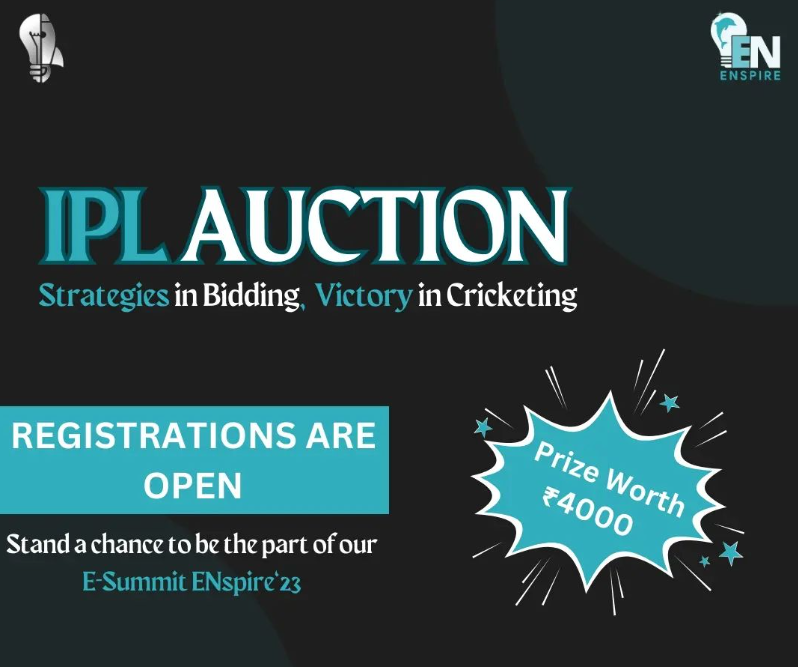 EN
ENSPIRE
IPL AUCTION
Strategies in Bidding, Victory in Cricketing
REGISTRATIONS ARE
OPEN
Prize Worth
₹4000
Stand a chance to be the part of our
E-Summit ENspire'23